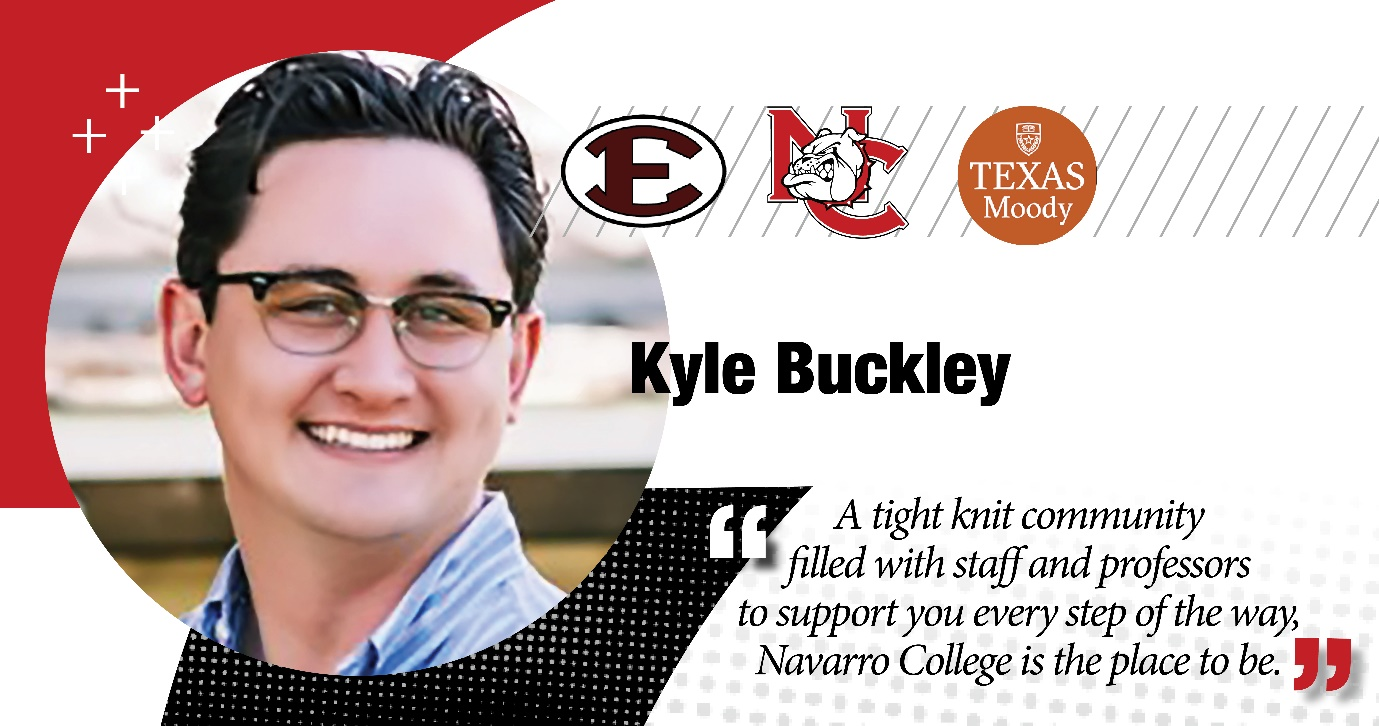 E
NC
TEXAS
Moody
Kyle Buckley
“A tight knit community
filled with staff and professors
to support you every step of the way,
Navarro College is the place to be.”